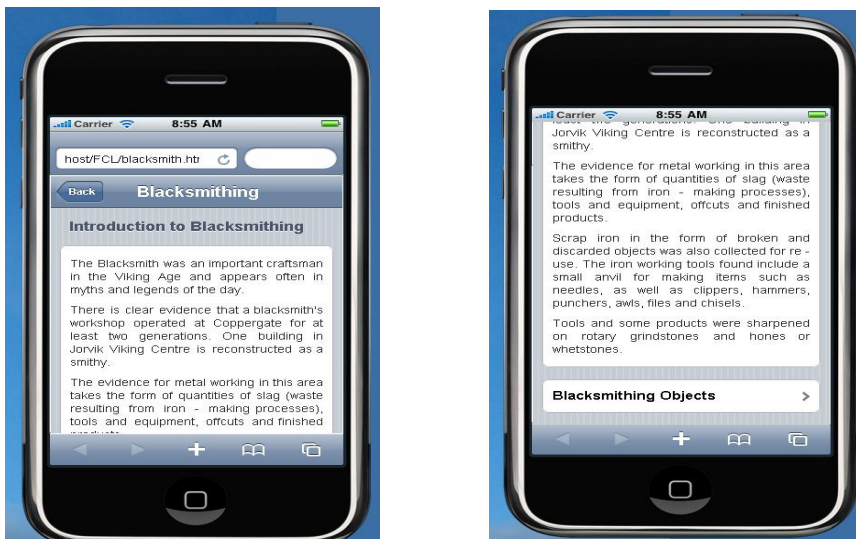 Carrier 8:55 AM
host/FCL/blacksmith.htr
Back Blacksmithing
Introduction to Blacksmithing
The Blacksmith was an important craftsman
in the Viking Age and appears often in
myths and legends of the day.
There is clear evidence that a blacksmith's
workshop operated at Coppergate for at
least two generations. One building in
Jorvik Viking Centre is reconstructed as a
smithy.
The evidence for metal working in this area
takes the form of quantities of slag (waste
resulting from iron - making processes),
tools and equipment, offcuts and finished
Carrier 8:55 AM
least two generations. One building in
Jorvik Viking Centre is reconstructed as a
smithy.
The evidence for metal working in this area
takes the form of quantities of slag (waste
resulting from iron - making processes),
tools and equipment, offcuts and finished
products.
Scrap iron in the form of broken and
discarded objects was also collected for re -
use. The iron working tools found include a
small anvil for making items such as
needles, as well as clippers, hammers,
punchers, awls, files and chisels.
Tools and some products were sharpened
on rotary grindstones and hones or
whetstones.
Blacksmithing Objects